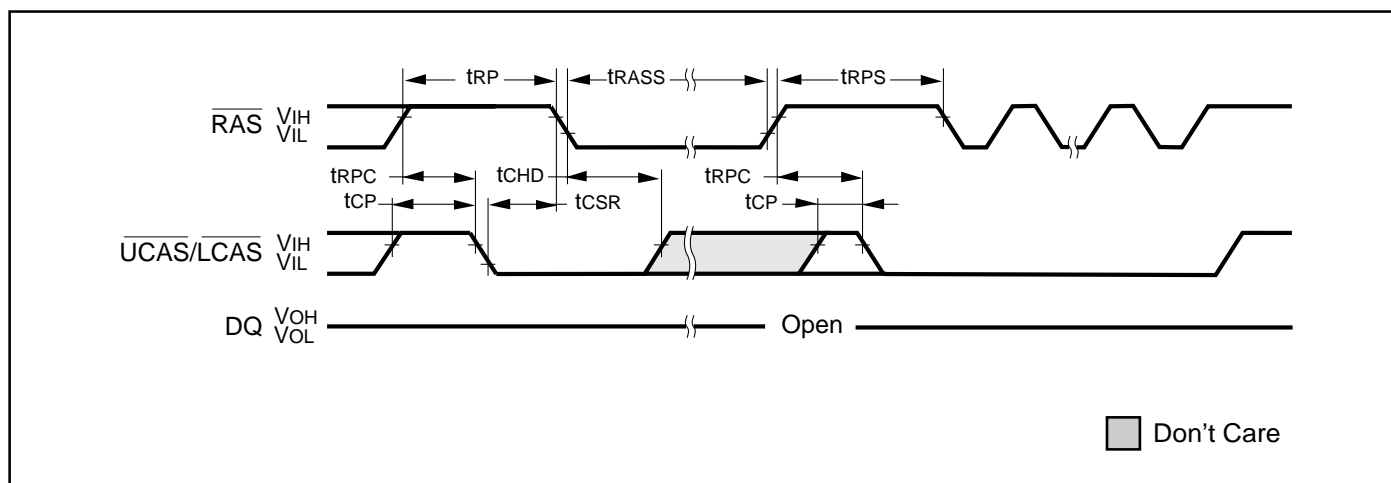 tRP
tRASS
tRPS
RAS VIH
VIL
tRPC
tCHD
tRPC
tCP
tCSR
tCP
UCAS/LCAS VIH
VIL
DQ VOH
VOL
Open
Don't Care